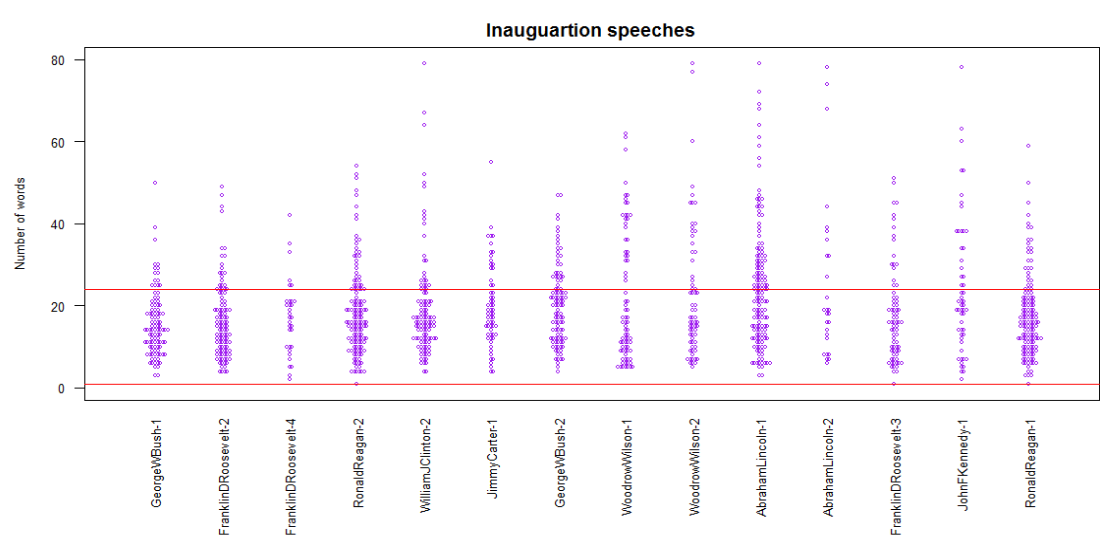 Inauguartion speeches
80
60
40
20
0
Number of words
GeorgeWBush-1
FranklinDRoosevelt-2
FranklinDRoosevelt-4
RonaldReagan-2
WilliamJClinton-2
JimmyCarter-1
GeorgeWBush-2
WoodrowWilson-1
WoodrowWilson-2
AbrahamLincoln-1
AbrahamLincoln-2
FranklinDRoosevelt-3
JohnFKennedy-1
RonaldReagan-1